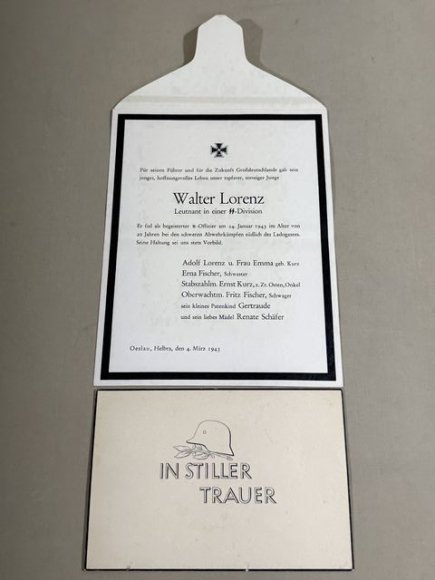 Für seinen Führer und für die Zukunft Großdeutschlands gab sein
junges, hoffnungsvolles Leben unser tapferer, einziger Junge
Walter Lorenz
Leutnant in einer ᛋᛋ-Division
Er fiel als begeisterter ᛋᛋ-Offizier am 14. Januar 1943 im Alter von
20 Jahren bei den schweren Abwehrkämpfen südlich des Ladogasees.
Seine Haltung sei uns stets Vorbild.
Adolf Lorenz u. Frau Emma geb. Kurz
Erna Fischer, Schwester
Stabszahlm. Ernst Kurz, z. Zt. Osten, Onkel
Oberwachtm. Fritz Fischer, Schwager
sein kleines Patenkind Gertraude
und sein liebes Mädel Renate Schäfer
Oeslau, Helbra, den 4. März 1943
IN STILLER
TRAUER